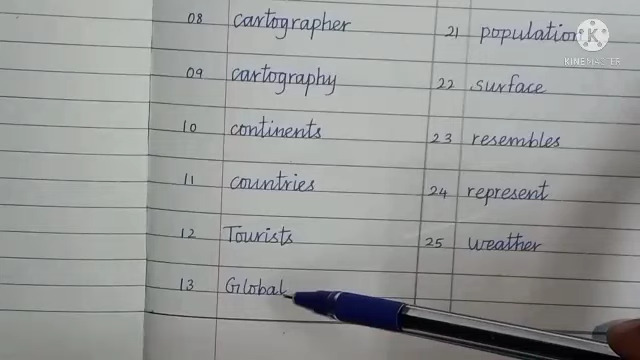 08 cartographer
09 cartography
10 continents
11 countries
12 Tourists
13 Global
21 population
22 surface
23 resembles
24 represent
25 weather
KINEMASTER